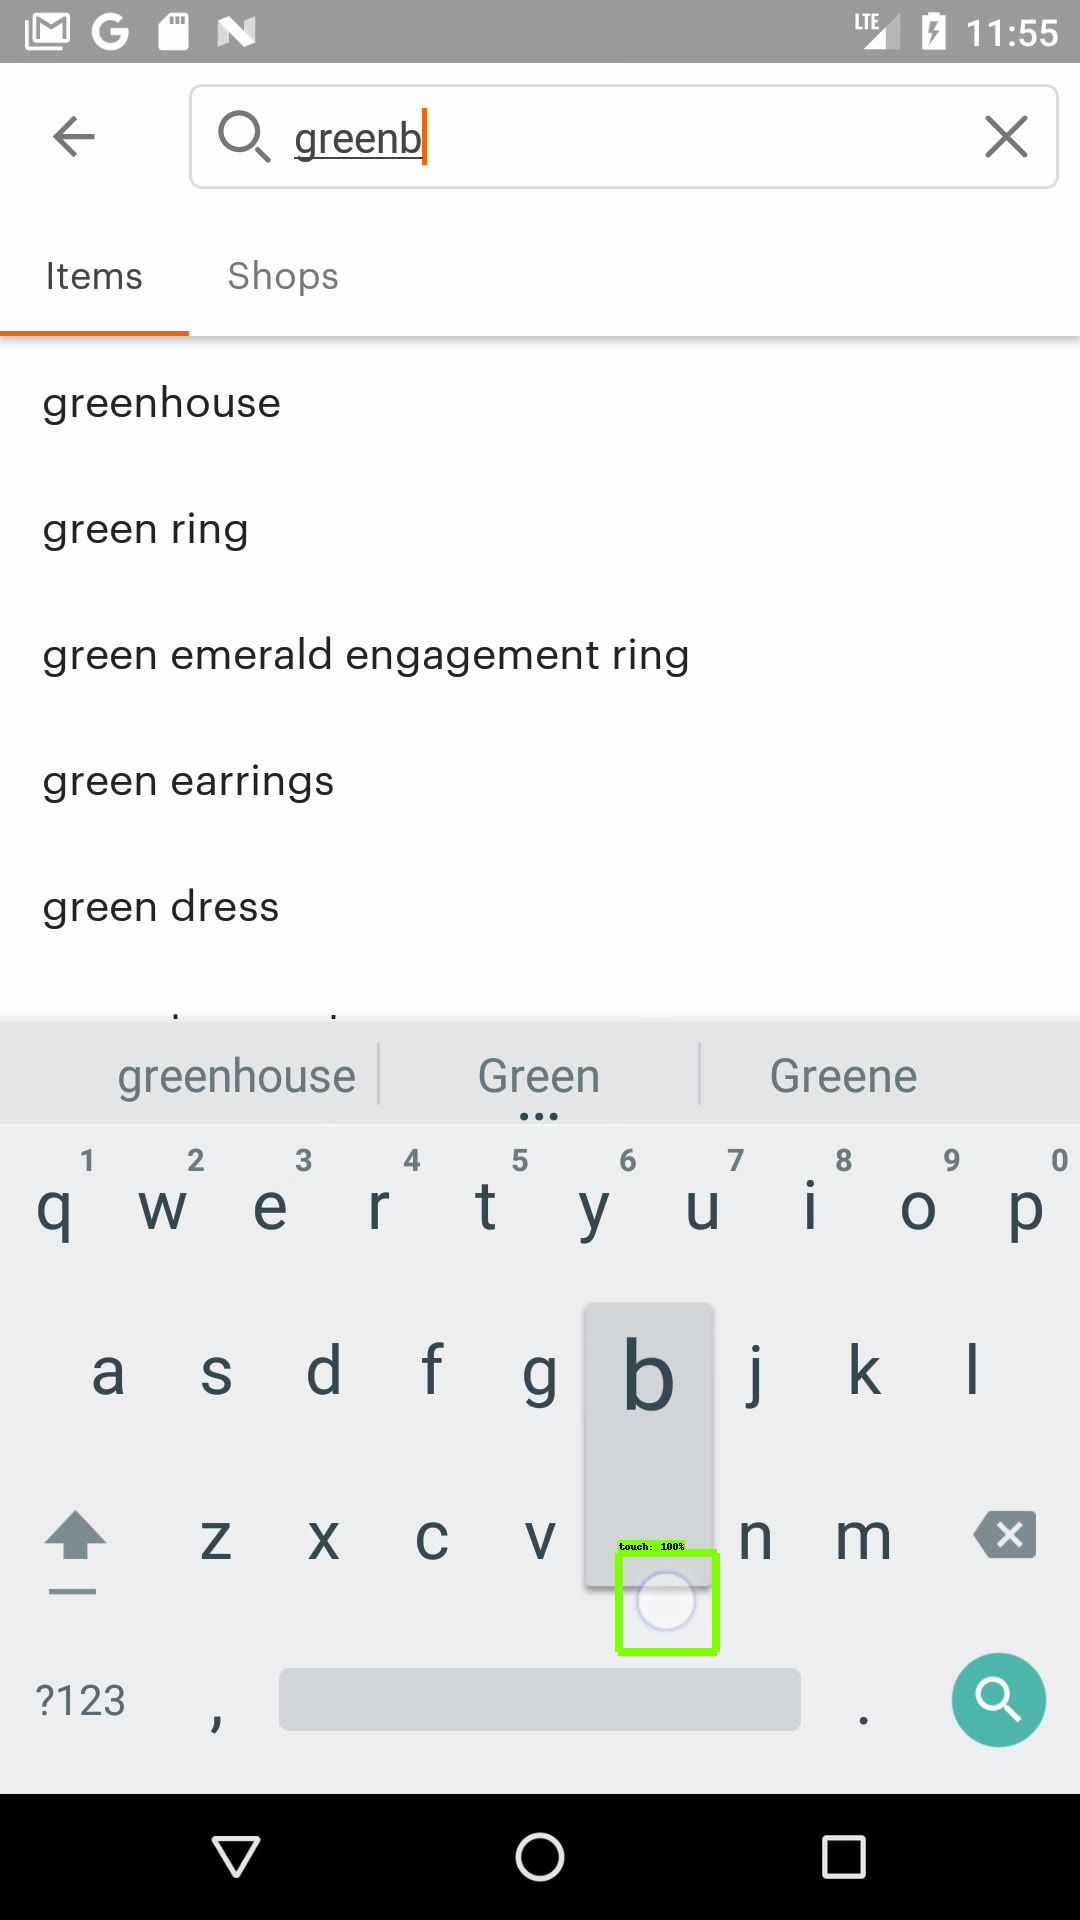 LTE 11:55
greenb
Items Shops
greenhouse
green ring
green emerald engagement ring
green earrings
green dress
greenhouse Green Greene
1 2 3 4 5 6 7 8 9 0
q w e r t y u i o p
a s d f g b j k l
z x c v n m
touch: 100%
?123 , .